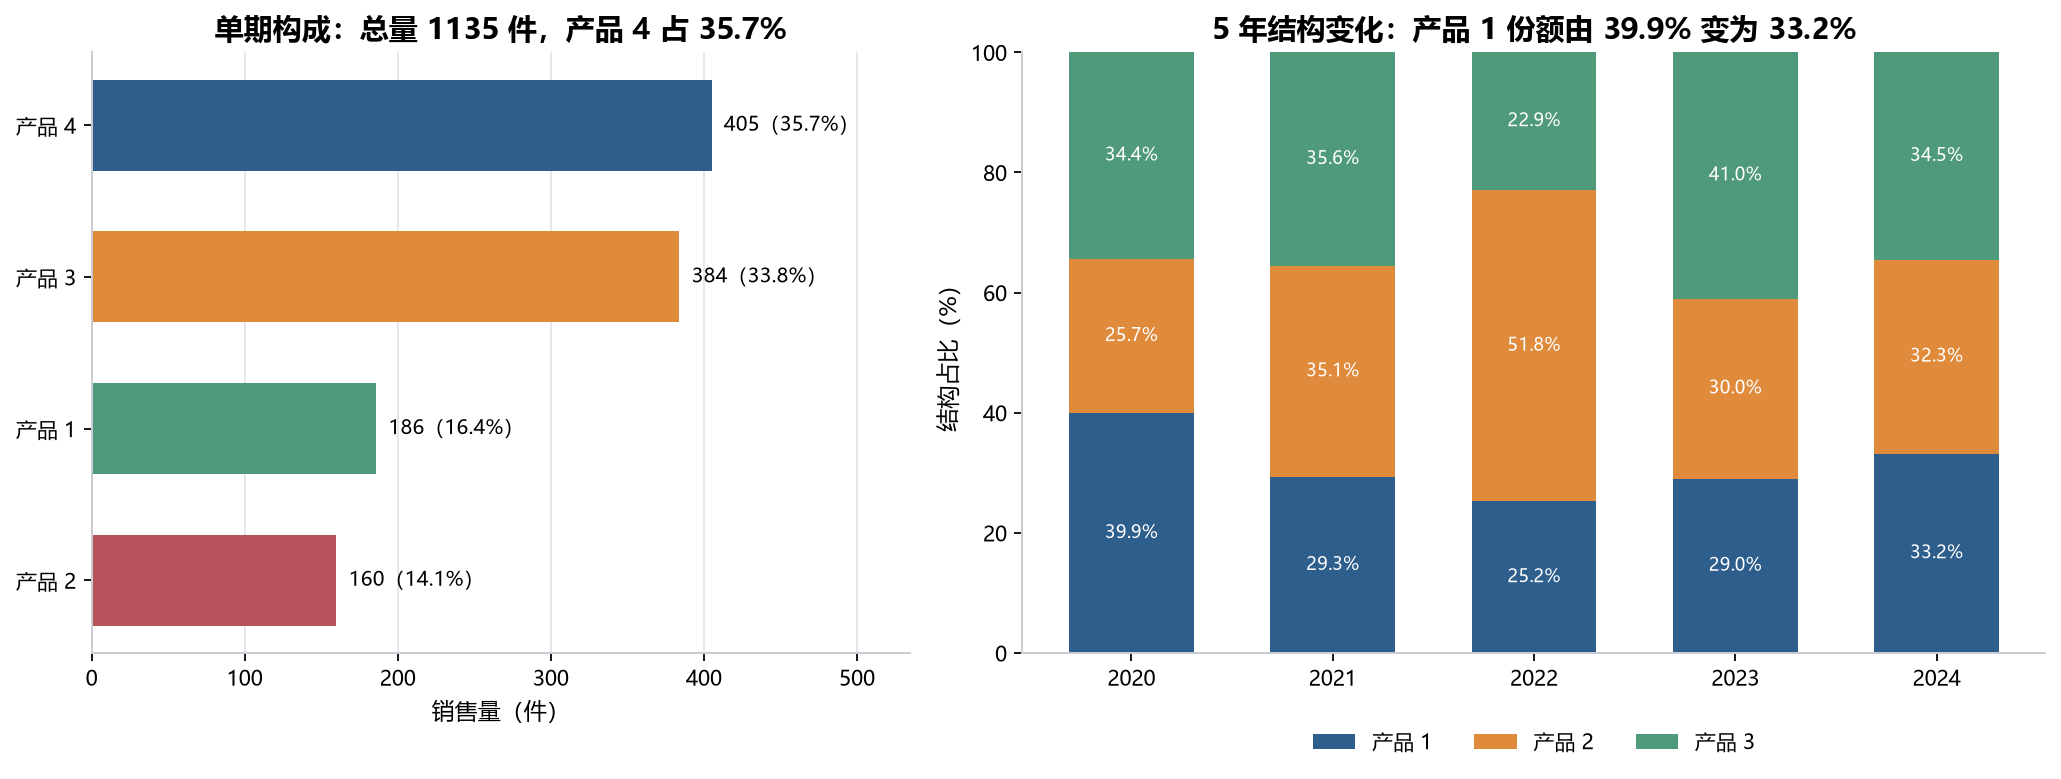 单期构成：总量 1135 件，产品 4 占 35.7%
产品 4
405（35.7%）
产品 3
384（33.8%）
产品 1
186（16.4%）
产品 2
160（14.1%）
0 100 200 300 400 500
销售量（件）
5 年结构变化：产品 1 份额由 39.9% 变为 33.2%
结构占比（%）
100
80
60
40
20
0
34.4% 35.6% 22.9% 41.0% 34.5%
25.7% 35.1% 51.8% 30.0% 32.3%
39.9% 29.3% 25.2% 29.0% 33.2%
2020 2021 2022 2023 2024
产品 1 产品 2 产品 3